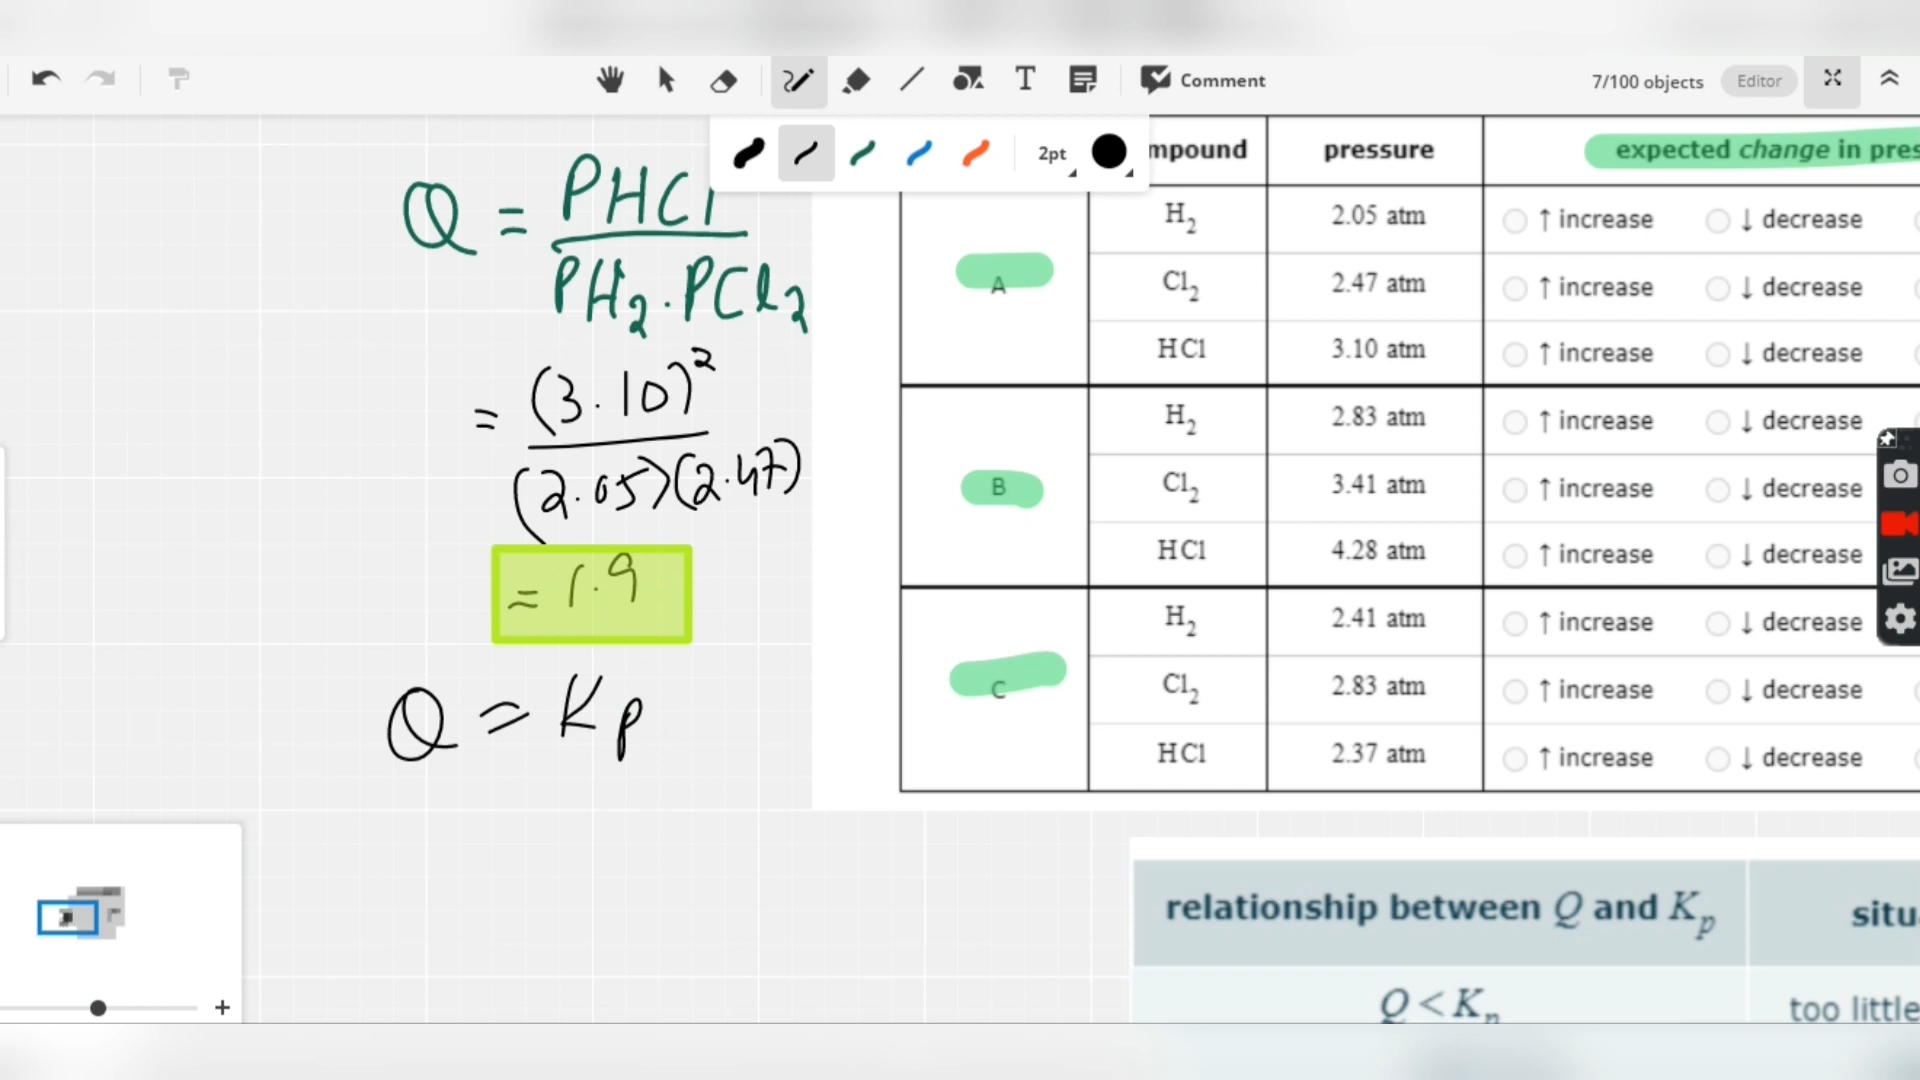 Comment
7/100 objects
Editor
2pt
Q = PHCl
PH2 . PCl2
= (3.10)²
(2.05)(2.47)
= 1.9
Q = Kp
mpound pressure expected change in pres
A
H2 2.05 atm ↑ increase ↓ decrease
Cl2 2.47 atm ↑ increase ↓ decrease
HCl 3.10 atm ↑ increase ↓ decrease
B
H2 2.83 atm ↑ increase ↓ decrease
Cl2 3.41 atm ↑ increase ↓ decrease
HCl 4.28 atm ↑ increase ↓ decrease
C
H2 2.41 atm ↑ increase ↓ decrease
Cl2 2.83 atm ↑ increase ↓ decrease
HCl 2.37 atm ↑ increase ↓ decrease
relationship between Q and Kp situ
Q < Kp too little